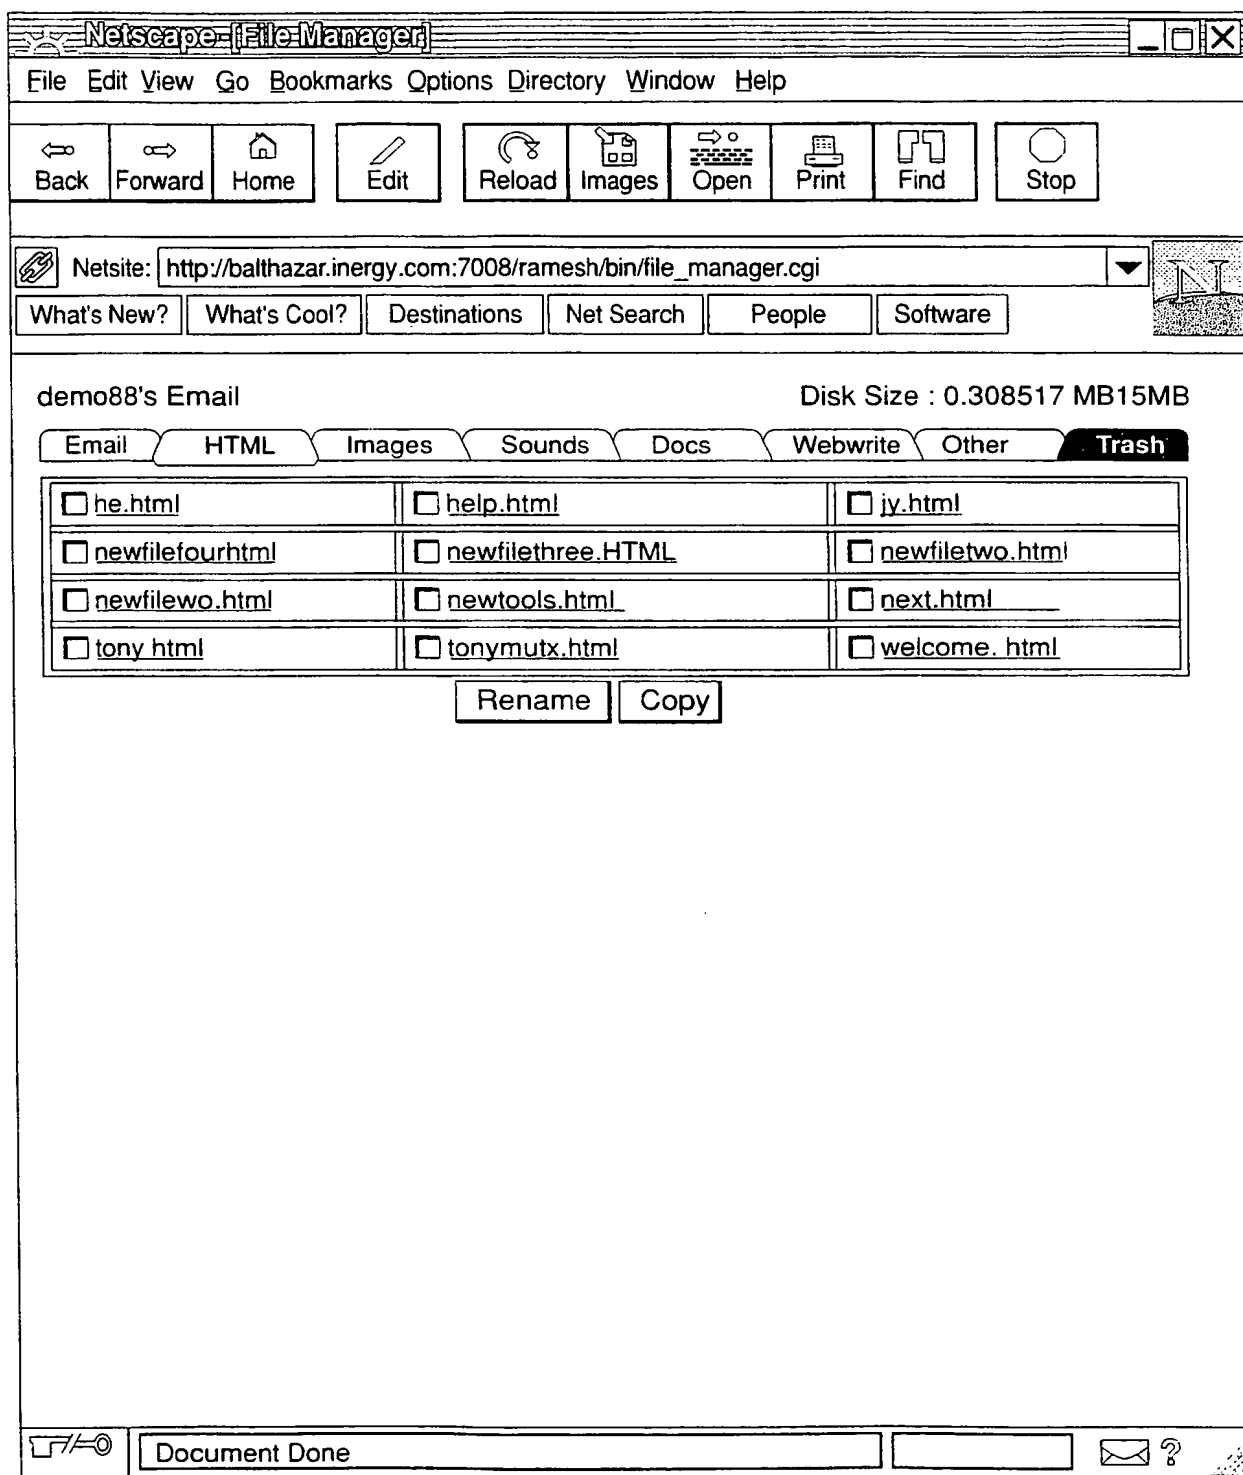 Netscape-[File Manager]
File Edit View Go Bookmarks Options Directory Window Help
Back Forward Home Edit Reload Images Open Print Find Stop
Netsite: http://balthazar.inergy.com:7008/ramesh/bin/file_manager.cgi
N
What's New? What's Cool? Destinations Net Search People Software
demo88's Email Disk Size : 0.308517 MB15MB
Email HTML Images Sounds Docs Webwrite Other Trash
he.html help.html jy.html
newfilefourhtml newfilethree.HTML newfiletwo.html
newfilewo.html newtools.html next.html
tony html tonymutx.html welcome. html
Rename Copy
Document Done ?